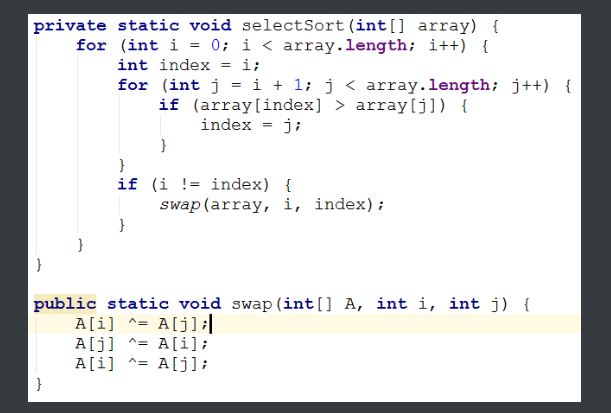 private static void selectSort(int[] array) {
    for (int i = 0; i < array.length; i++) {
        int index = i;
        for (int j = i + 1; j < array.length; j++) {
            if (array[index] > array[j]) {
                index = j;
            }
        }
        if (i != index) {
            swap(array, i, index);
        }
    }
}
public static void swap(int[] A, int i, int j) {
    A[i] ^= A[j];
    A[j] ^= A[i];
    A[i] ^= A[j];
}